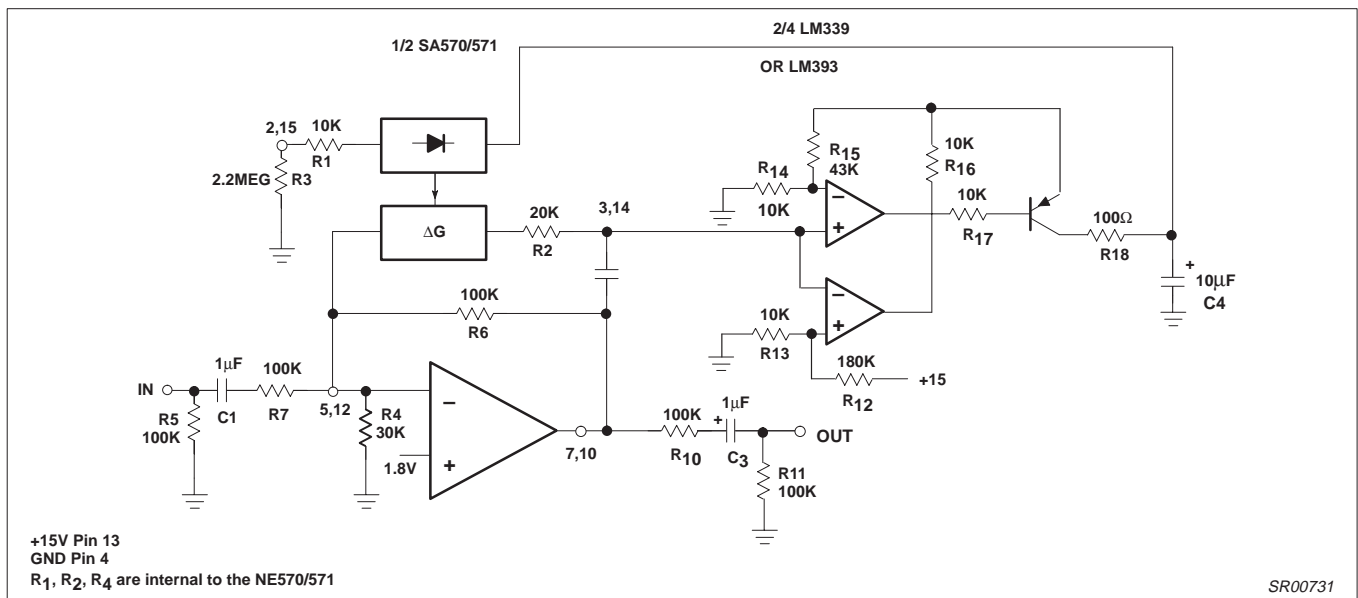 2/4 LM339
1/2 SA570/571
OR LM393
2,15
10K
R1
2.2MEG
R3
ΔG
20K
R2
3,14
R14
10K
R15
43K
10K
R16
10K
R17
100Ω
R18
10µF
C4
+
−
+
−
+
10K
R13
180K
R12
+15
100K
R6
IN
1µF
C1
100K
R7
R5
100K
5,12
R4
30K
1.8V
−
+
7,10
100K
R10
1µF
+
C3
OUT
R11
100K
+15V Pin 13
GND Pin 4
R1, R2, R4 are internal to the NE570/571
SR00731